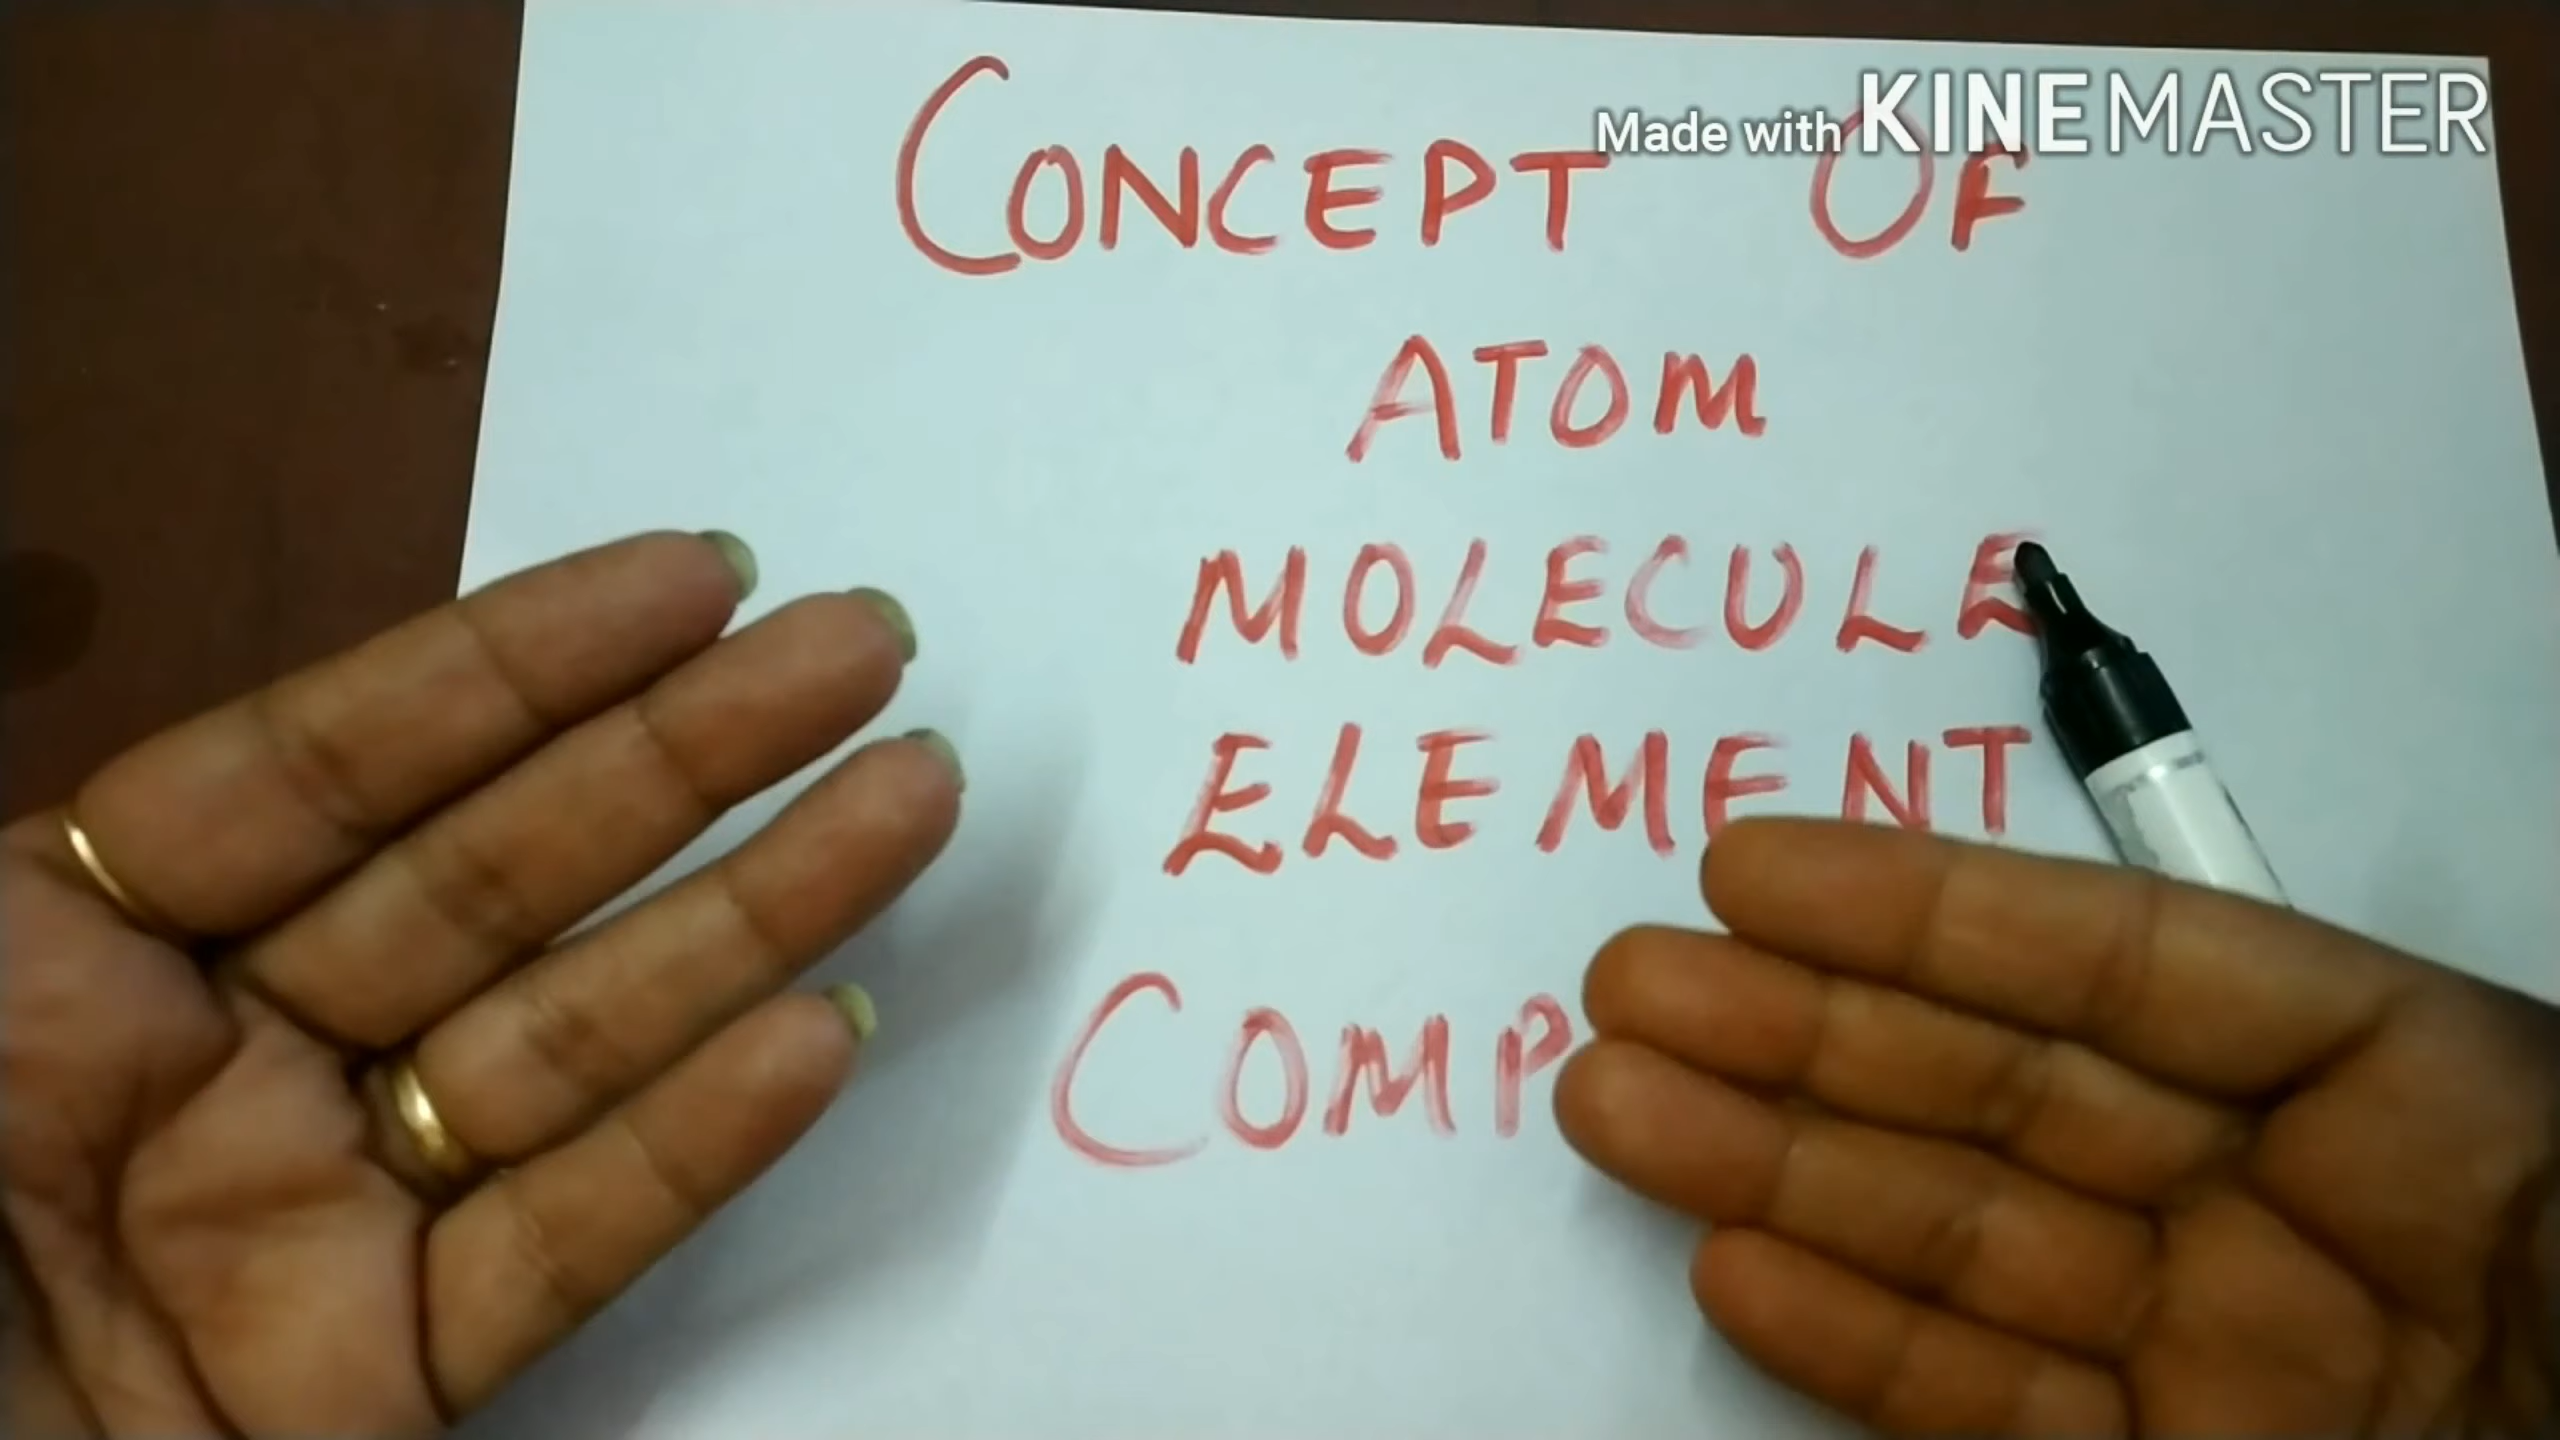 Made with KINEMASTER
CONCEPT OF
ATOM
MOLECULE
ELEMENT
COMP